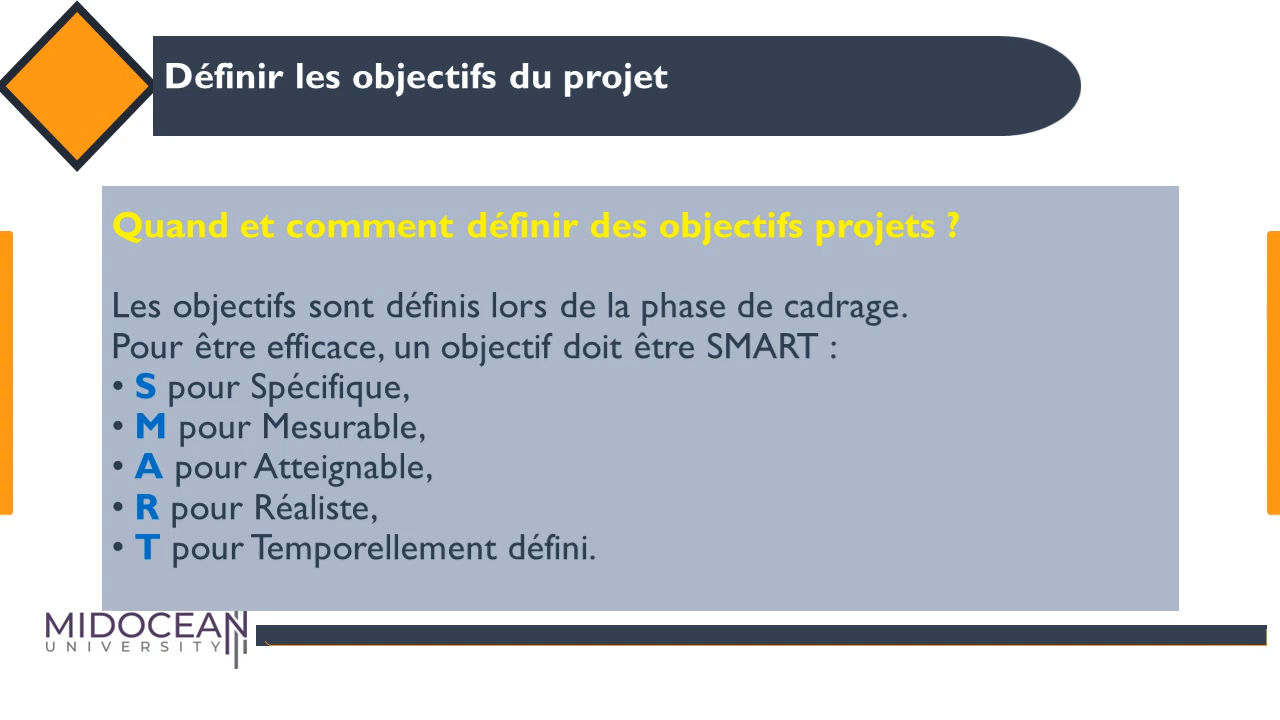 Définir les objectifs du projet
Quand et comment définir des objectifs projets ?
Les objectifs sont définis lors de la phase de cadrage.
Pour être efficace, un objectif doit être SMART :
• S pour Spécifique,
• M pour Mesurable,
• A pour Atteignable,
• R pour Réaliste,
• T pour Temporellement défini.
MIDOCEAN
UNIVERSITY